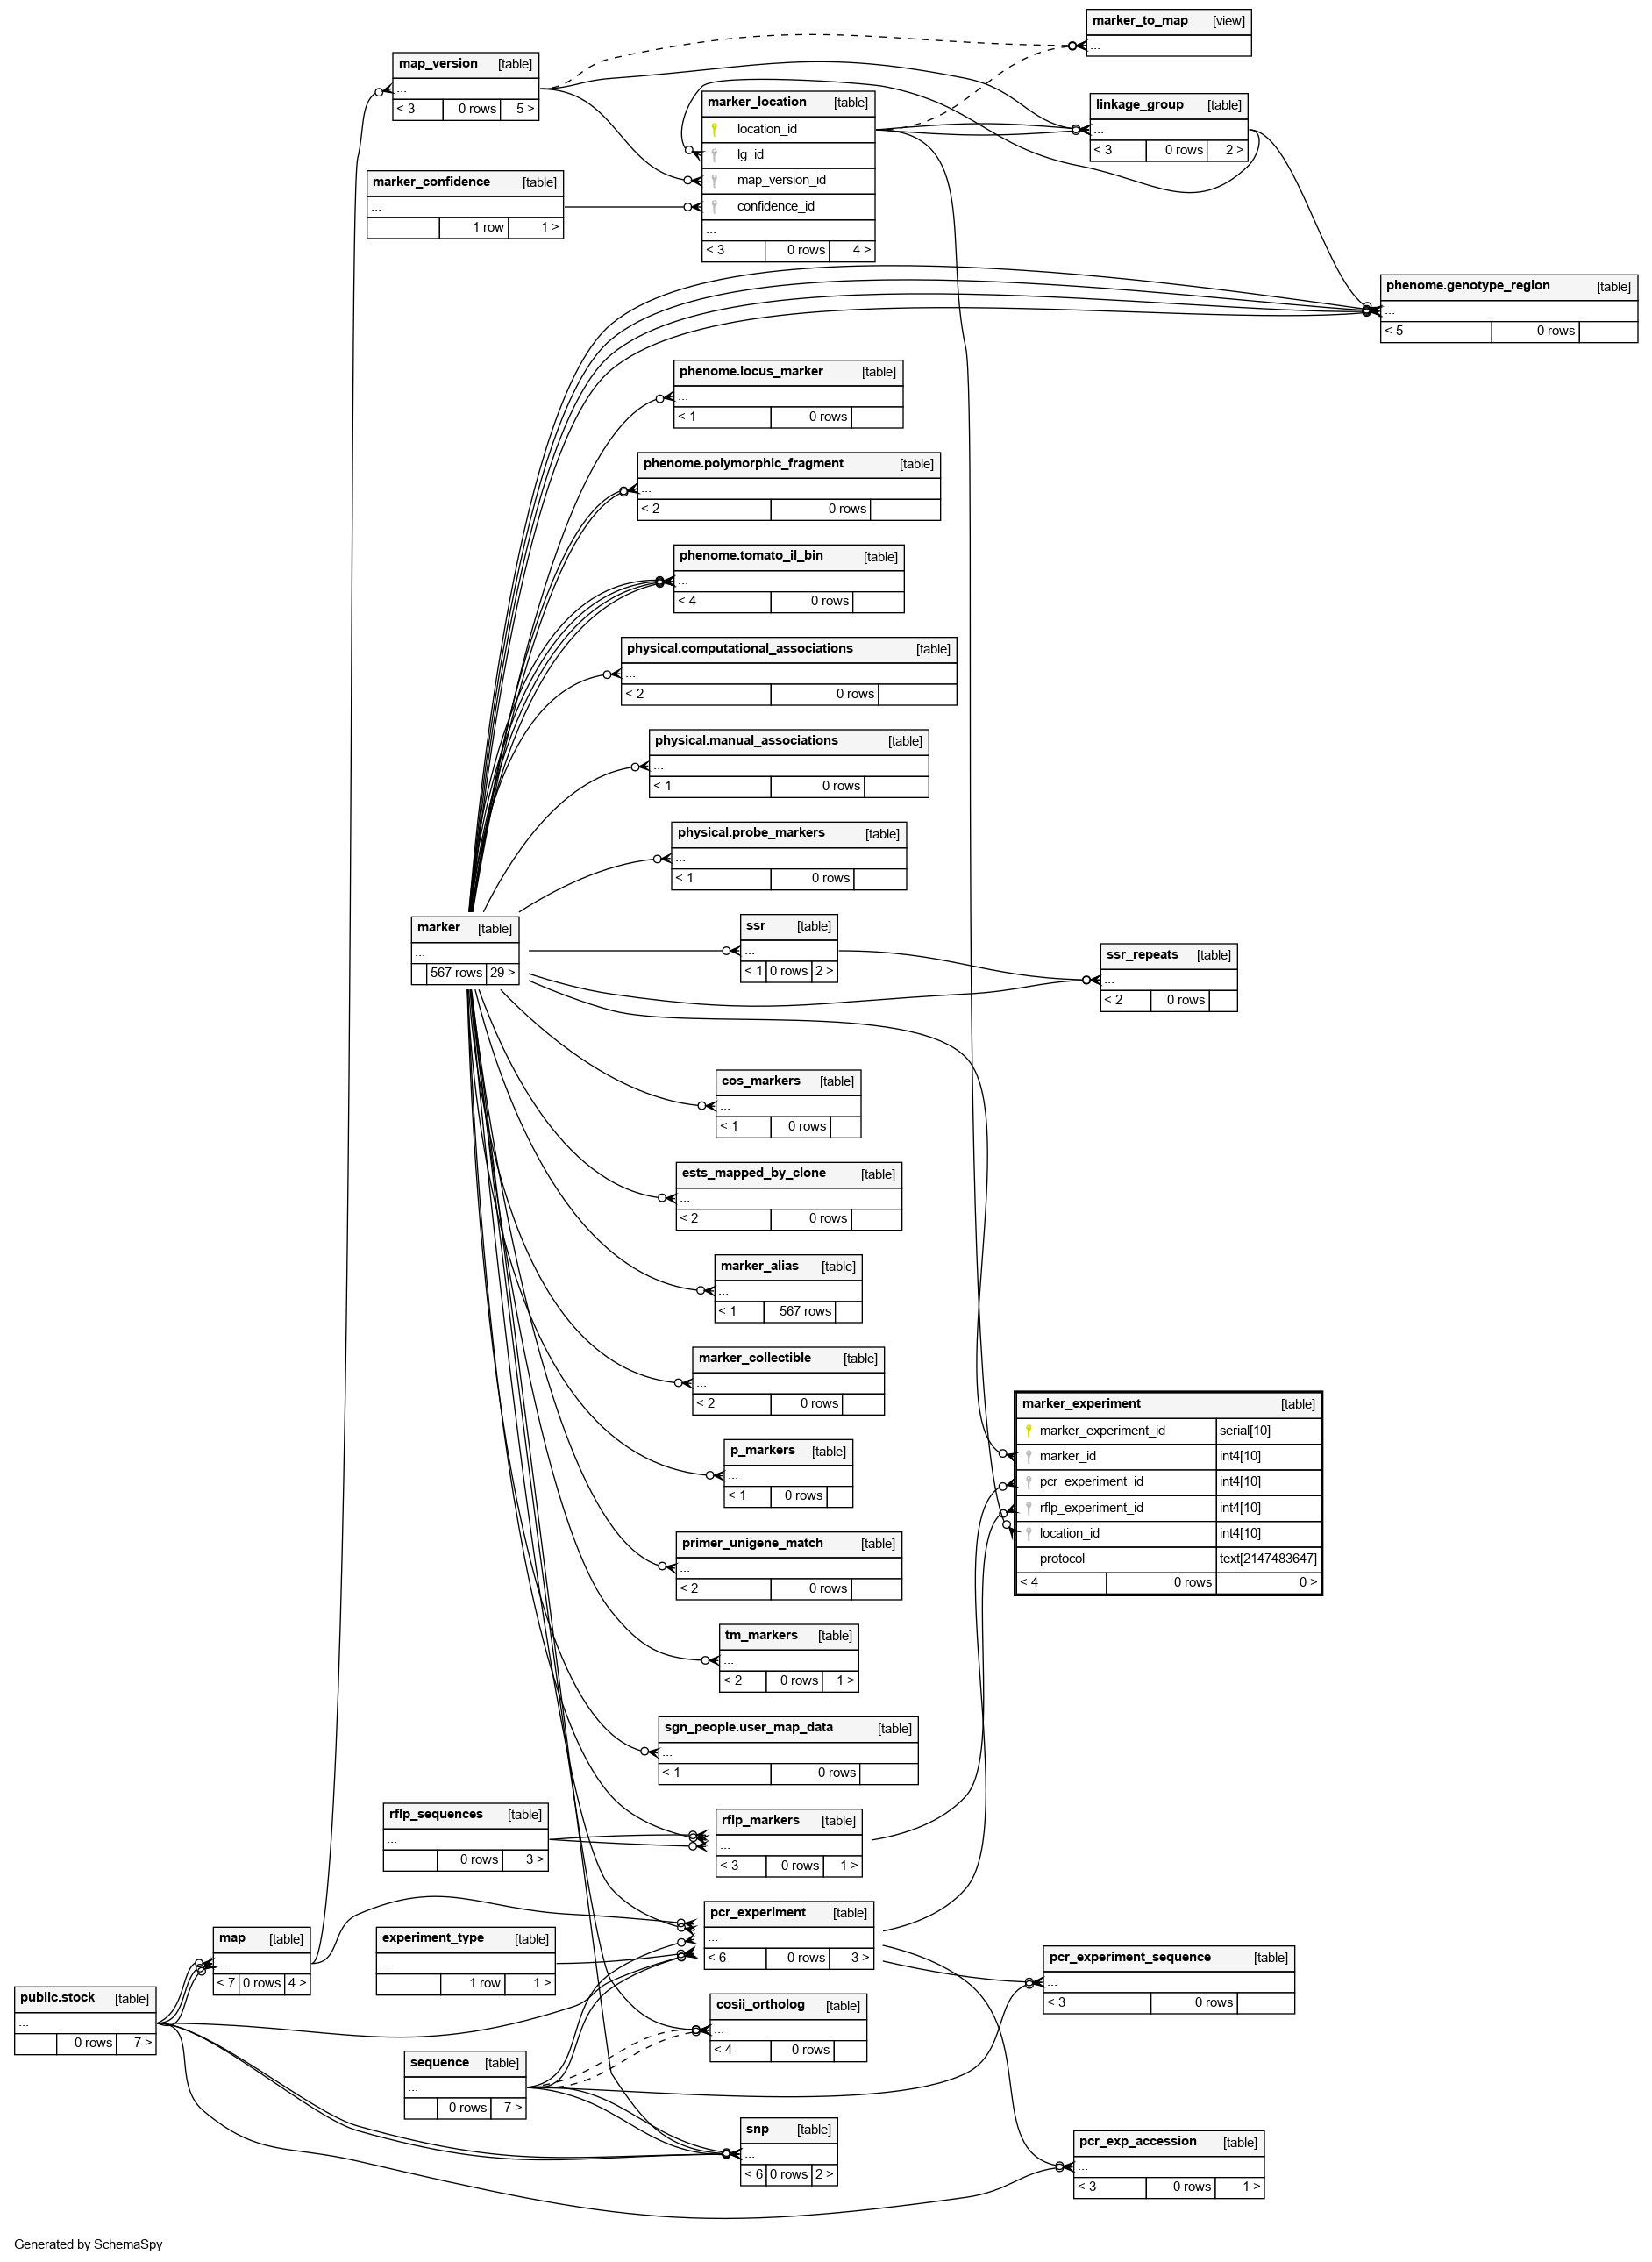 marker_to_map [view]
...
map_version [table]
...
< 3 0 rows 5 >
marker_location [table]
location_id
lg_id
map_version_id
confidence_id
...
< 3 0 rows 4 >
linkage_group [table]
...
< 3 0 rows 2 >
marker_confidence [table]
...
1 row 1 >
phenome.genotype_region [table]
...
< 5 0 rows
phenome.locus_marker [table]
...
< 1 0 rows
phenome.polymorphic_fragment [table]
...
< 2 0 rows
phenome.tomato_il_bin [table]
...
< 4 0 rows
physical.computational_associations [table]
...
< 2 0 rows
physical.manual_associations [table]
...
< 1 0 rows
physical.probe_markers [table]
...
< 1 0 rows
marker [table]
...
567 rows 29 >
ssr [table]
...
< 1 0 rows 2 >
ssr_repeats [table]
...
< 2 0 rows
cos_markers [table]
...
< 1 0 rows
ests_mapped_by_clone [table]
...
< 2 0 rows
marker_alias [table]
...
< 1 567 rows
marker_collectible [table]
...
< 2 0 rows
marker_experiment [table]
marker_experiment_id serial[10]
marker_id int4[10]
pcr_experiment_id int4[10]
rflp_experiment_id int4[10]
location_id int4[10]
protocol text[2147483647]
< 4 0 rows 0 >
p_markers [table]
...
< 1 0 rows
primer_unigene_match [table]
...
< 2 0 rows
tm_markers [table]
...
< 2 0 rows 1 >
sgn_people.user_map_data [table]
...
< 1 0 rows
rflp_sequences [table]
...
0 rows 3 >
rflp_markers [table]
...
< 3 0 rows 1 >
pcr_experiment [table]
...
< 6 0 rows 3 >
map [table]
...
< 7 0 rows 4 >
experiment_type [table]
...
1 row 1 >
pcr_experiment_sequence [table]
...
< 3 0 rows
public.stock [table]
...
0 rows 7 >
cosii_ortholog [table]
...
< 4 0 rows
sequence [table]
...
0 rows 7 >
snp [table]
...
< 6 0 rows 2 >
pcr_exp_accession [table]
...
< 3 0 rows 1 >
Generated by SchemaSpy